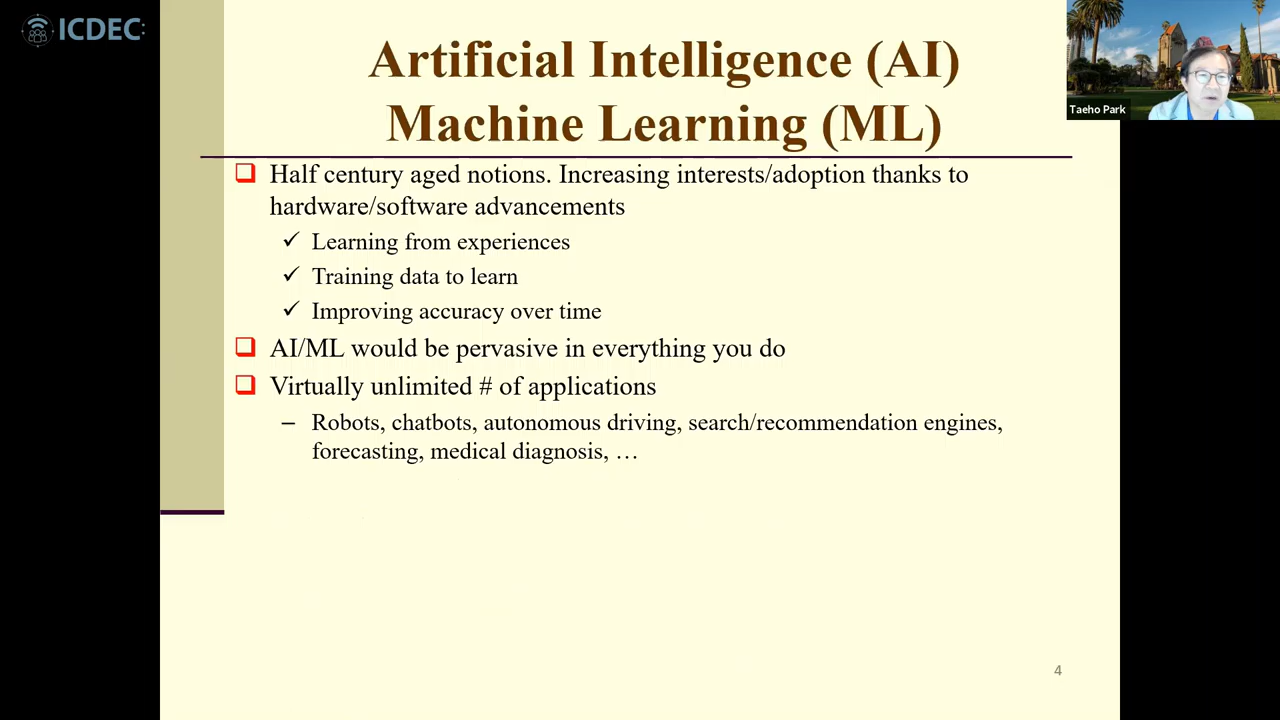 ICDEC
Artificial Intelligence (AI)
Machine Learning (ML)
Taeho Park
Half century aged notions. Increasing interests/adoption thanks to
hardware/software advancements
Learning from experiences
Training data to learn
Improving accuracy over time
AI/ML would be pervasive in everything you do
Virtually unlimited # of applications
– Robots, chatbots, autonomous driving, search/recommendation engines,
forecasting, medical diagnosis, …
4